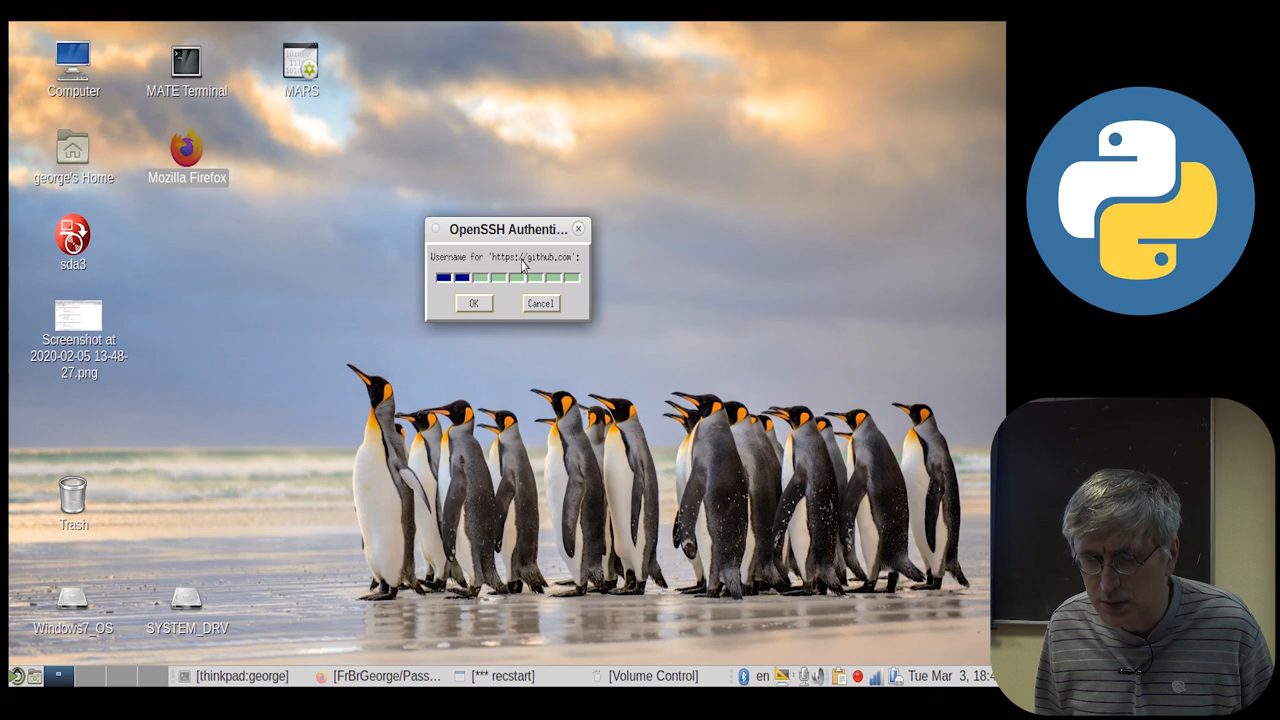 Computer
MATE Terminal
MARS
george's Home
Mozilla Firefox
sda3
Screenshot at
2020-02-05 13-48-
27.png
Trash
Windows7_OS
SYSTEM_DRV
OpenSSH Authenti...
Username for 'https://github.com':
OK
Cancel
[thinkpad:george]
[FrBrGeorge/Pass...
[*** recstart]
[Volume Control]
en
Tue Mar 3, 18:4